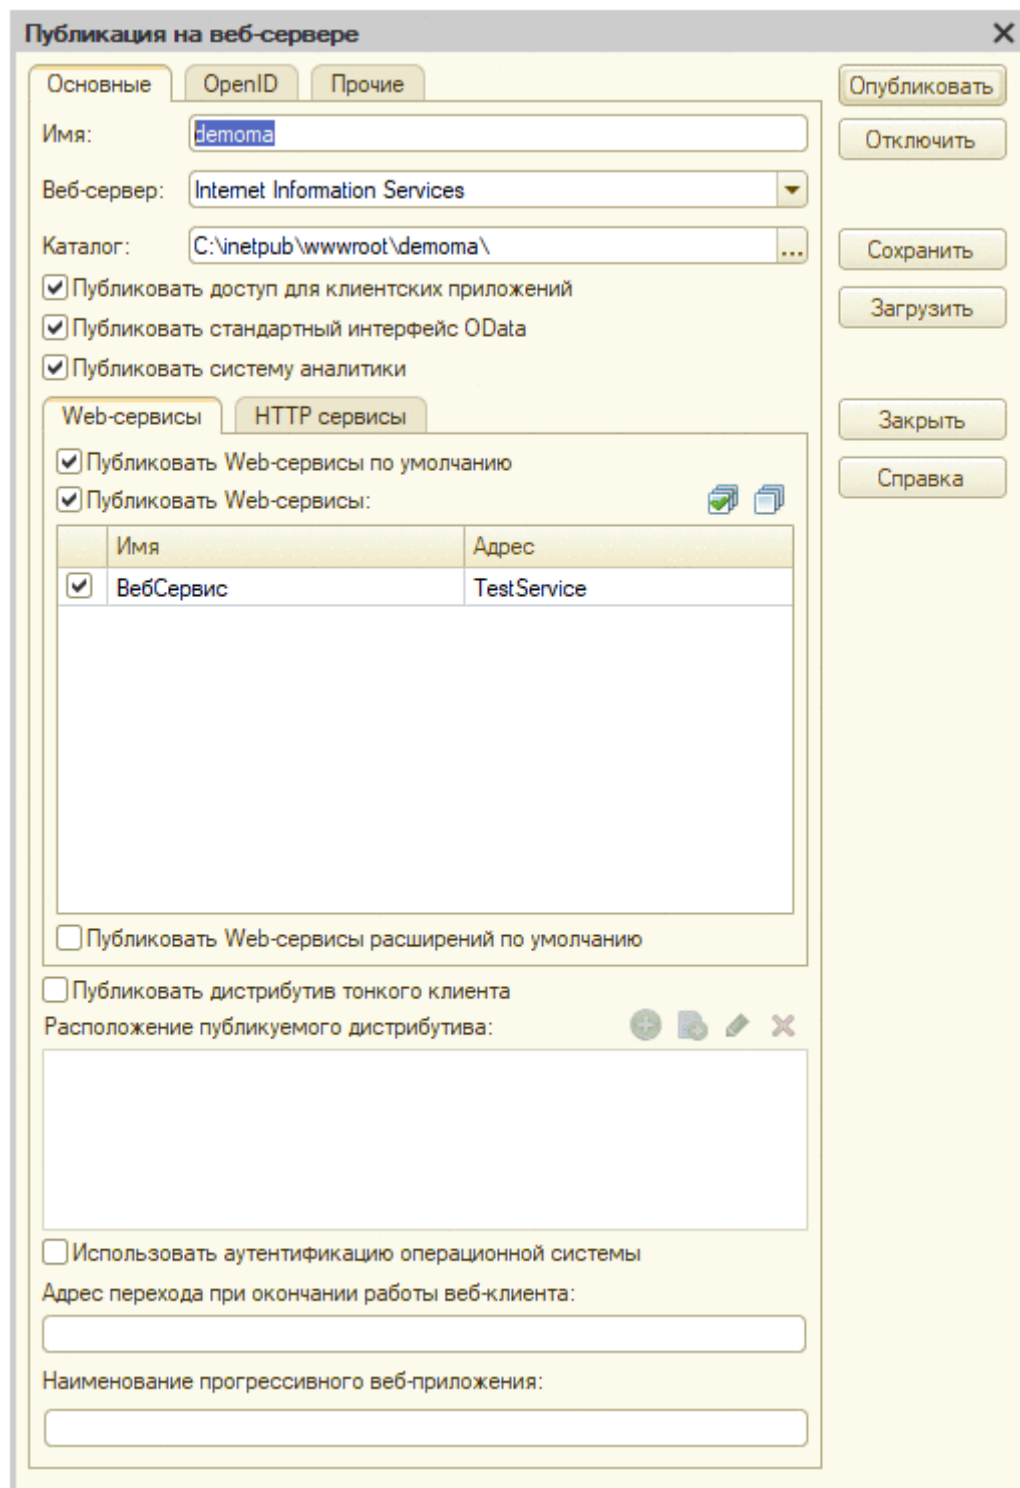 Публикация на веб-сервере
Основные OpenID Прочие
Опубликовать
Имя: demoma
Отключить
Веб-сервер: Internet Information Services
Каталог: C:\inetpub\wwwroot\demoma\ ...
Сохранить
Публиковать доступ для клиентских приложений
Загрузить
Публиковать стандартный интерфейс OData
Публиковать систему аналитики
Web-сервисы HTTP сервисы
Закрыть
Публиковать Web-сервисы по умолчанию
Справка
Публиковать Web-сервисы:
Имя Адрес
ВебСервис TestService
Публиковать Web-сервисы расширений по умолчанию
Публиковать дистрибутив тонкого клиента
Расположение публикуемого дистрибутива:
Использовать аутентификацию операционной системы
Адрес перехода при окончании работы веб-клиента:
Наименование прогрессивного веб-приложения: